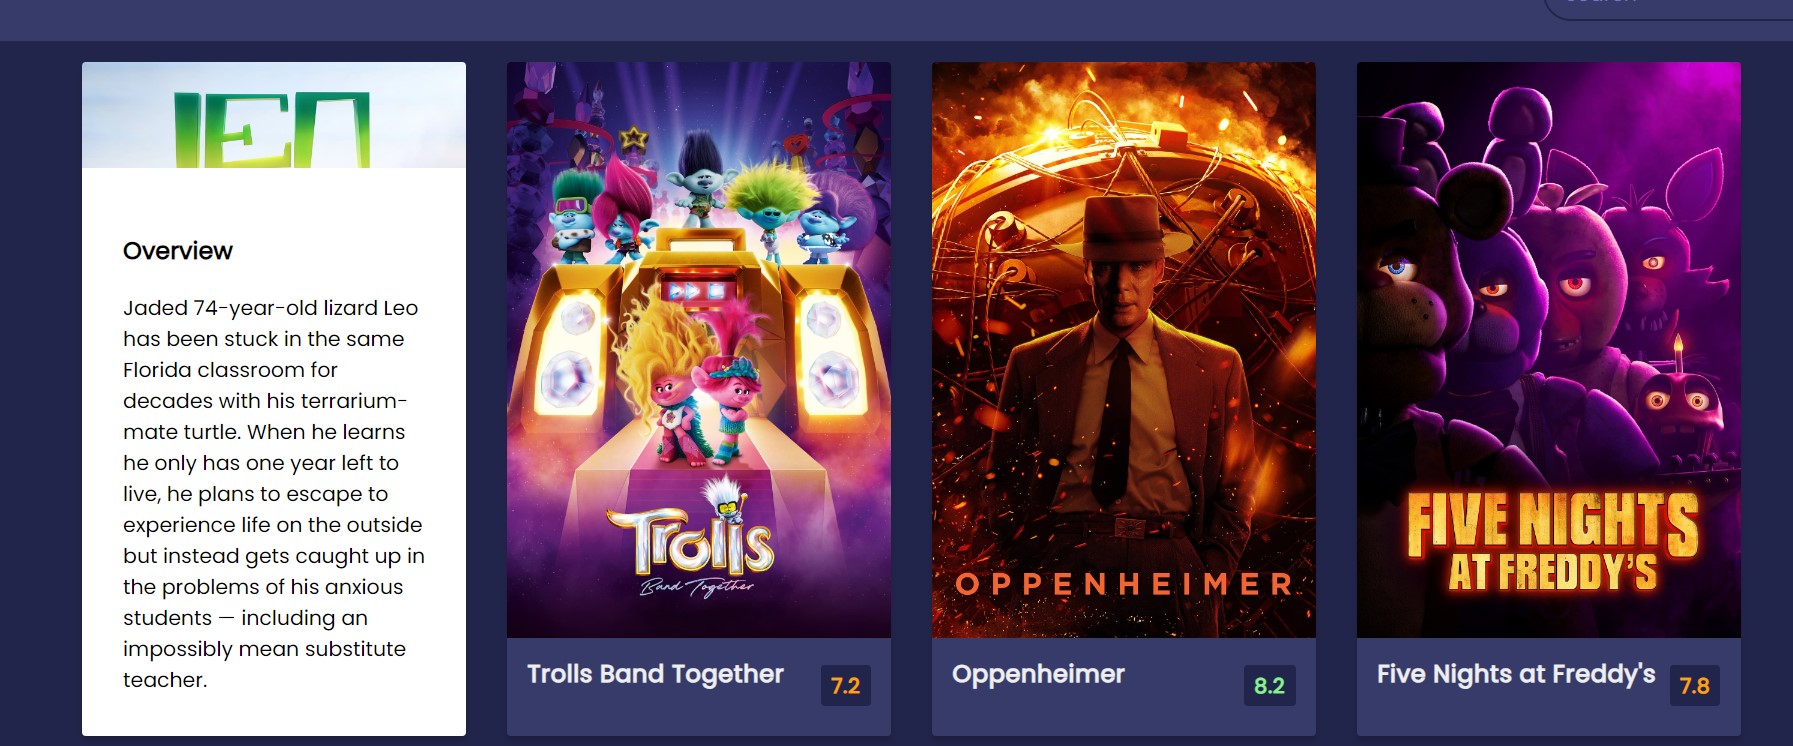 LEO
Overview
Jaded 74-year-old lizard Leo
has been stuck in the same
Florida classroom for
decades with his terrarium-
mate turtle. When he learns
he only has one year left to
live, he plans to escape to
experience life on the outside
but instead gets caught up in
the problems of his anxious
students — including an
impossibly mean substitute
teacher.
Trolls
Band Together
Trolls Band Together
7.2
OPPENHEIMER
Oppenheimer
8.2
FIVE NIGHTS
AT FREDDY'S
Five Nights at Freddy's
7.8